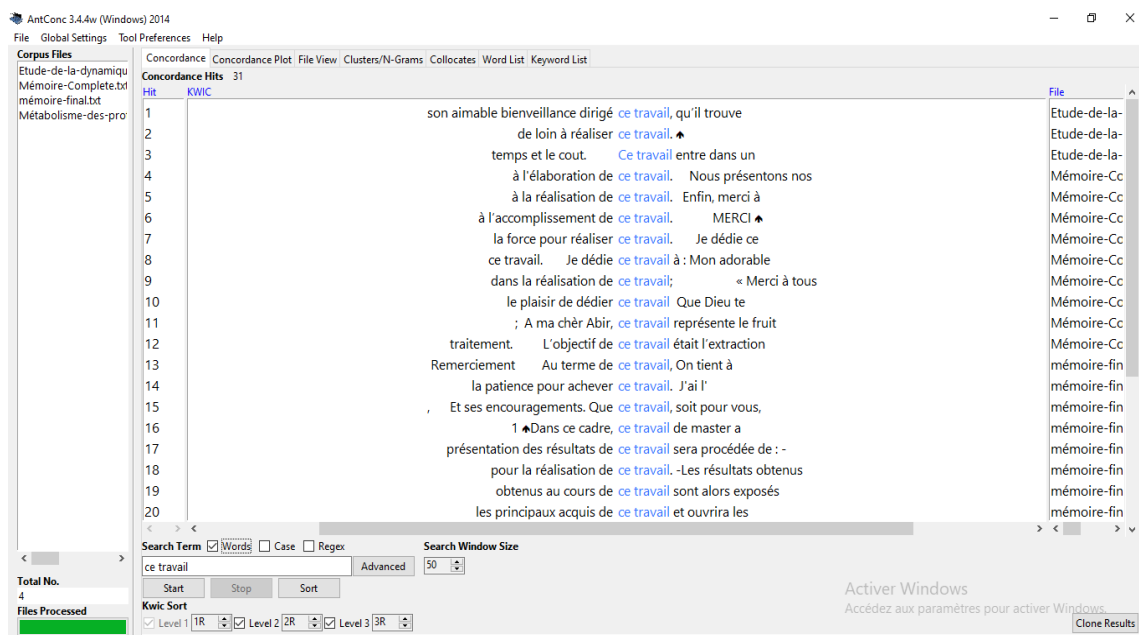 AntConc 3.4.4w (Windows) 2014
File Global Settings Tool Preferences Help
Corpus Files
Etude-de-la-dynamiqu
Mémoire-Complete.txt
mémoire-final.txt
Métabolisme-des-pro
Concordance Concordance Plot File View Clusters/N-Grams Collocates Word List Keyword List
Concordance Hits 31
Hit KWIC File
1 son aimable bienveillance dirigé ce travail, qu'il trouve Etude-de-la-
2 de loin à réaliser ce travail. Etude-de-la-
3 temps et le cout. Ce travail entre dans un Etude-de-la-
4 à l'élaboration de ce travail. Nous présentons nos Mémoire-Cc
5 à la réalisation de ce travail. Enfin, merci à Mémoire-Cc
6 à l'accomplissement de ce travail. MERCI Mémoire-Cc
7 la force pour réaliser ce travail. Je dédie ce Mémoire-Cc
8 ce travail. Je dédie ce travail à : Mon adorable Mémoire-Cc
9 dans la réalisation de ce travail; « Merci à tous Mémoire-Cc
10 le plaisir de dédier ce travail Que Dieu te Mémoire-Cc
11 ; A ma chèr Abir, ce travail représente le fruit Mémoire-Cc
12 traitement. L'objectif de ce travail était l'extraction Mémoire-Cc
13 Remerciement Au terme de ce travail, On tient à mémoire-fin
14 la patience pour achever ce travail. J'ai l' mémoire-fin
15 , Et ses encouragements. Que ce travail, soit pour vous, mémoire-fin
16 1 Dans ce cadre, ce travail de master a mémoire-fin
17 présentation des résultats de ce travail sera procédée de : - mémoire-fin
18 pour la réalisation de ce travail. -Les résultats obtenus mémoire-fin
19 obtenus au cours de ce travail sont alors exposés mémoire-fin
20 les principaux acquis de ce travail et ouvrira les mémoire-fin
Search Term Words Case Regex Search Window Size
ce travail Advanced 50
Start Stop Sort
Total No.
4
Files Processed
Kwic Sort
Level 1 1R Level 2 2R Level 3 3R
Activer Windows
Accédez aux paramètres pour activer Windows.
Clone Results